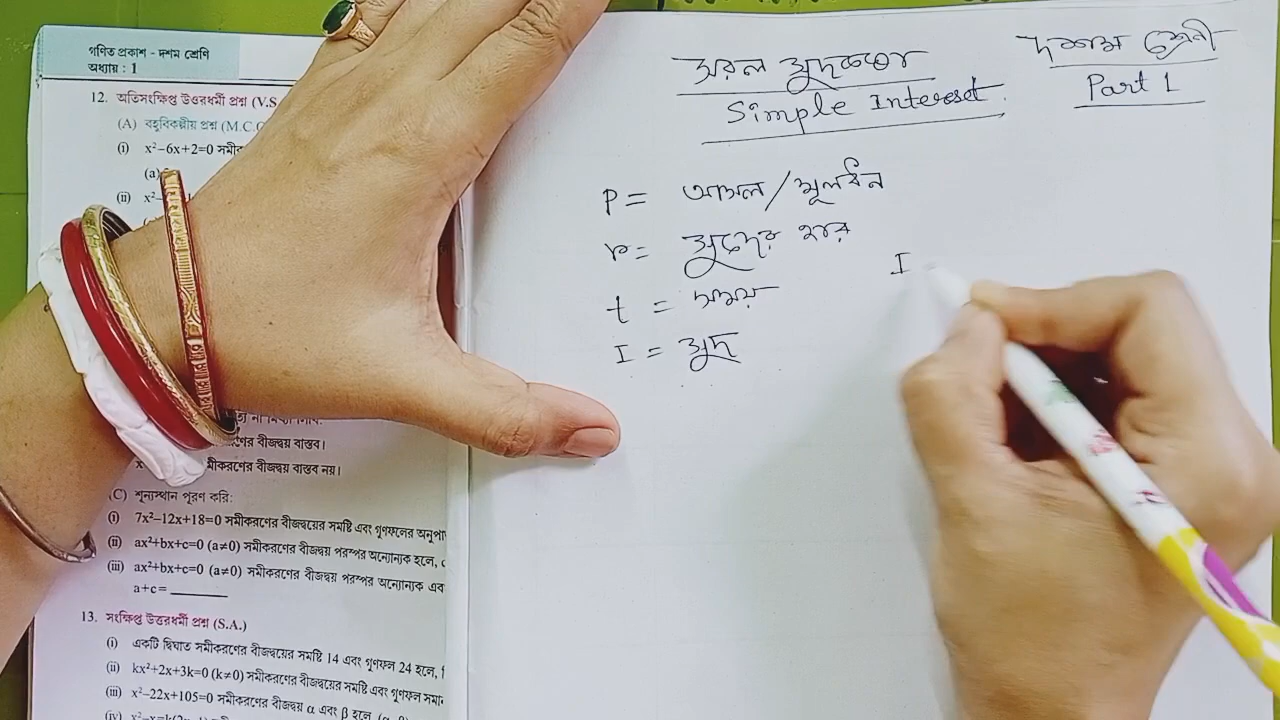 গণিত প্রকাশ - দশম শ্রেণি
অধ্যায় : 1
12. অতিসংক্ষিপ্ত উত্তরধর্মী প্রশ্ন (V.S
(A) বহুবিকল্পীয় প্রশ্ন (M.C.
(i) x²–6x+2=0
(a)
(ii)
বীজদ্বয় বাস্তব।
সমীকরণের বীজদ্বয় বাস্তব নয়।
(C) শূন্যস্থান পূরণ করি:
(i) 7x²–12x+18=0 সমীকরণের বীজদ্বয়ের সমষ্টি এবং গুণফলের
(ii) ax²+bx+c=0 (a≠0) সমীকরণের বীজদ্বয় পরস্পর অন্যোন্যক হলে,
(iii) ax²+bx+c=0 (a≠0) সমীকরণের বীজদ্বয় পরস্পর অন্যোন্যক
a+c=
13. সংক্ষিপ্ত উত্তরধর্মী প্রশ্ন (S.A.)
(i) একটি দ্বিঘাত সমীকরণের বীজদ্বয়ের সমষ্টি 14 এবং গুণফল 24 হলে,
(ii) kx²+2x+3k=0 (k≠0) সমীকরণের বীজদ্বয়ের সমষ্টি এবং গুণফল
(iii) x²–22x+105=0 সমীকরণের বীজদ্বয় α এবং β হলে
(iv)
সরল সুদকষা
Simple Interest
দশম শ্রেনী
Part 1
P = আসল/মূলধন
r = সুদের হার
t = সময়
I = সুদ
I